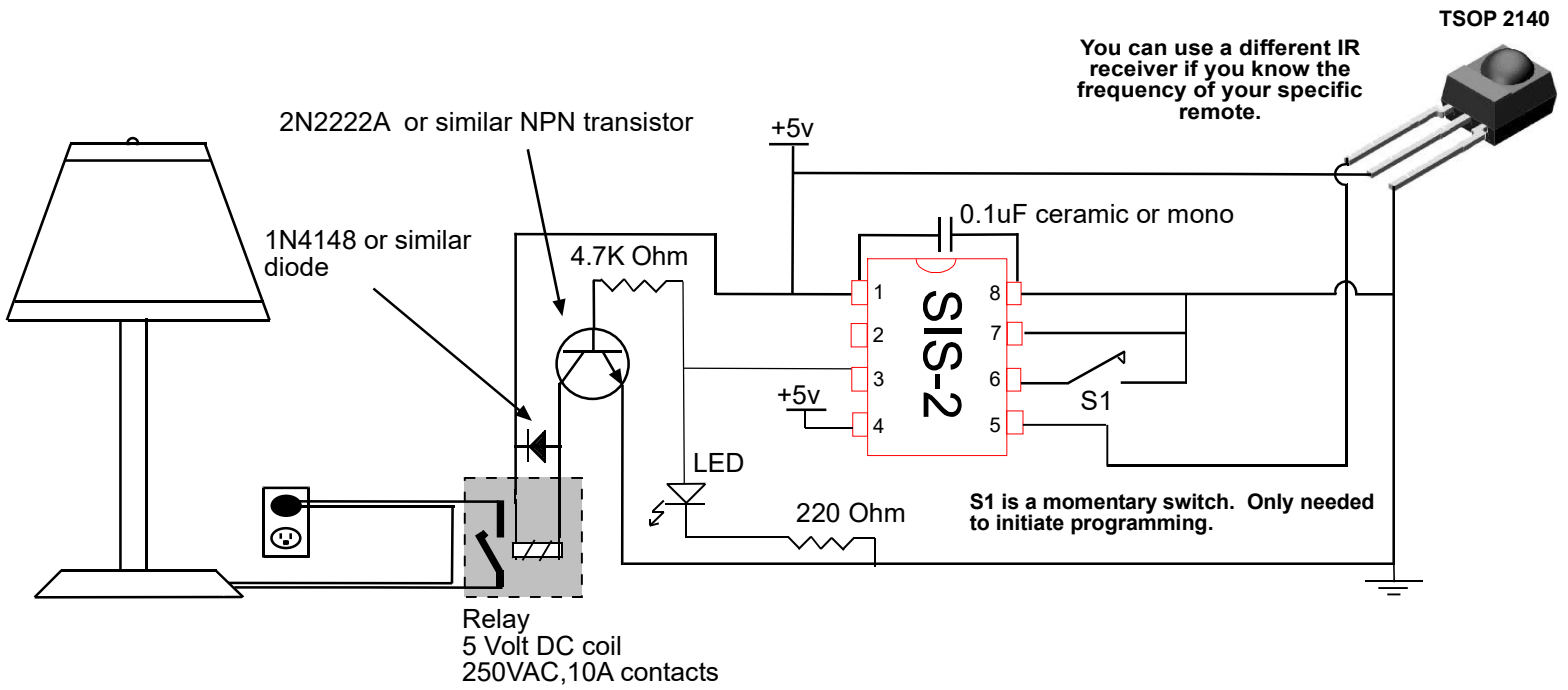 TSOP 2140
You can use a different IR
receiver if you know the
frequency of your specific
remote.
2N2222A or similar NPN transistor
+5v
1N4148 or similar
diode
4.7K Ohm
0.1uF ceramic or mono
1
2
3
4
SIS-2
8
7
6
5
+5v
S1
LED
220 Ohm
S1 is a momentary switch. Only needed
to initiate programming.
Relay
5 Volt DC coil
250VAC,10A contacts